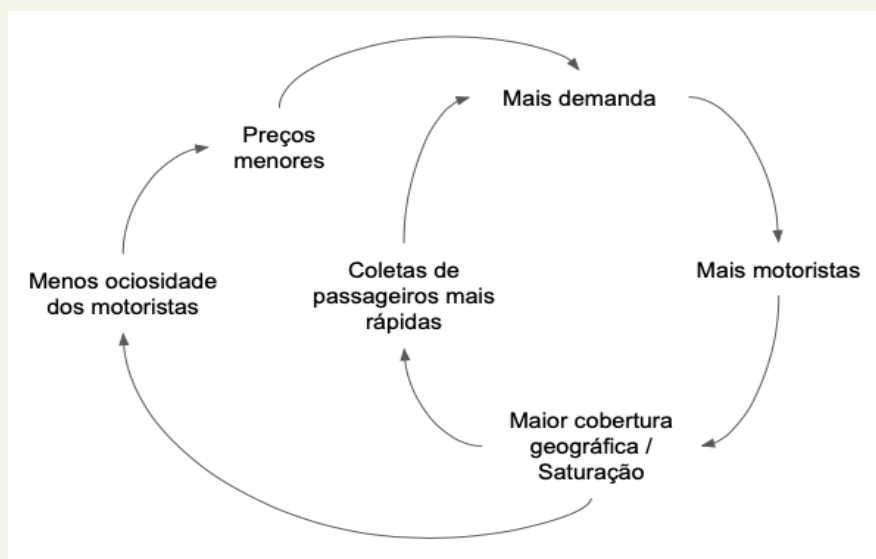 Mais demanda
Preços
menores
Mais motoristas
Menos ociosidade
dos motoristas
Coletas de
passageiros mais
rápidas
Maior cobertura
geográfica /
Saturação